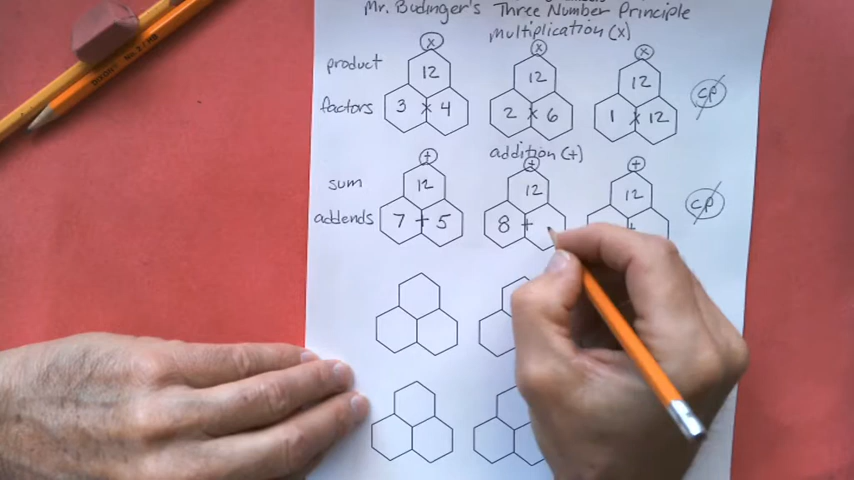 Mr. Budinger's Three Number Principle
multiplication (x)
x x x
product 12 12 12
factors 3 x 4 2 x 6 1 x 12 CP
addition (+)
+ + +
sum 12 12 12
addends 7 + 5 8 + + CP